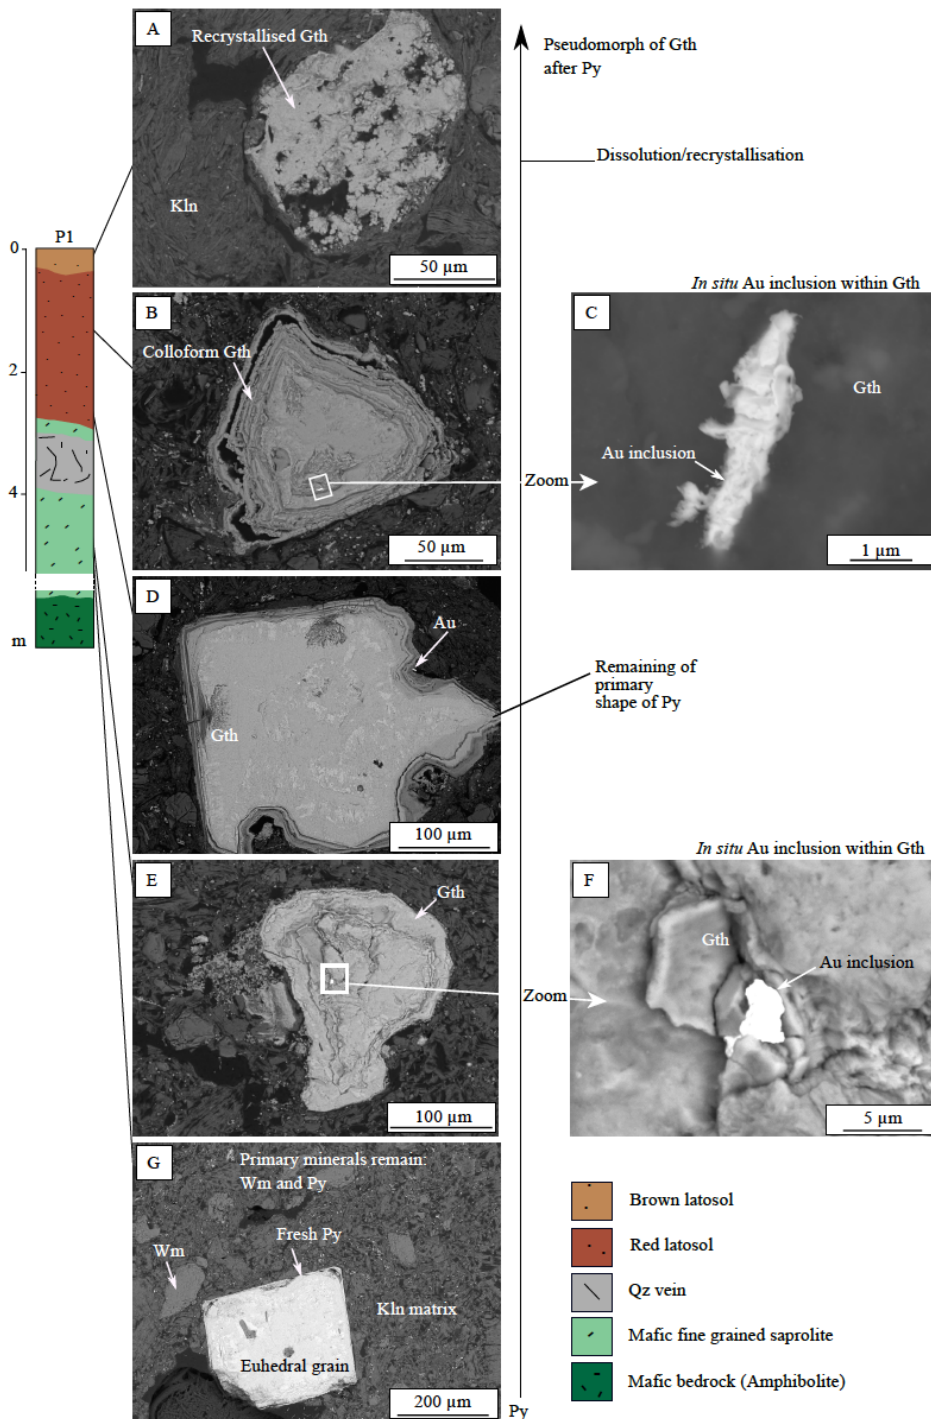 A
Recrystallised Gth
Kln
50 µm
Pseudomorph of Gth
after Py
Dissolution/recrystallisation
P1
0
2
4
m
B
Colloform Gth
50 µm
In situ Au inclusion within Gth
C
Gth
Au inclusion
Zoom
1 µm
D
Au
Gth
100 µm
Remaining of
primary
shape of Py
E
Gth
100 µm
In situ Au inclusion within Gth
F
Gth
Au inclusion
Zoom
5 µm
G
Primary minerals remain:
Wm and Py
Fresh Py
Wm
Kln matrix
Euhedral grain
200 µm
Py
Brown latosol
Red latosol
Qz vein
Mafic fine grained saprolite
Mafic bedrock (Amphibolite)